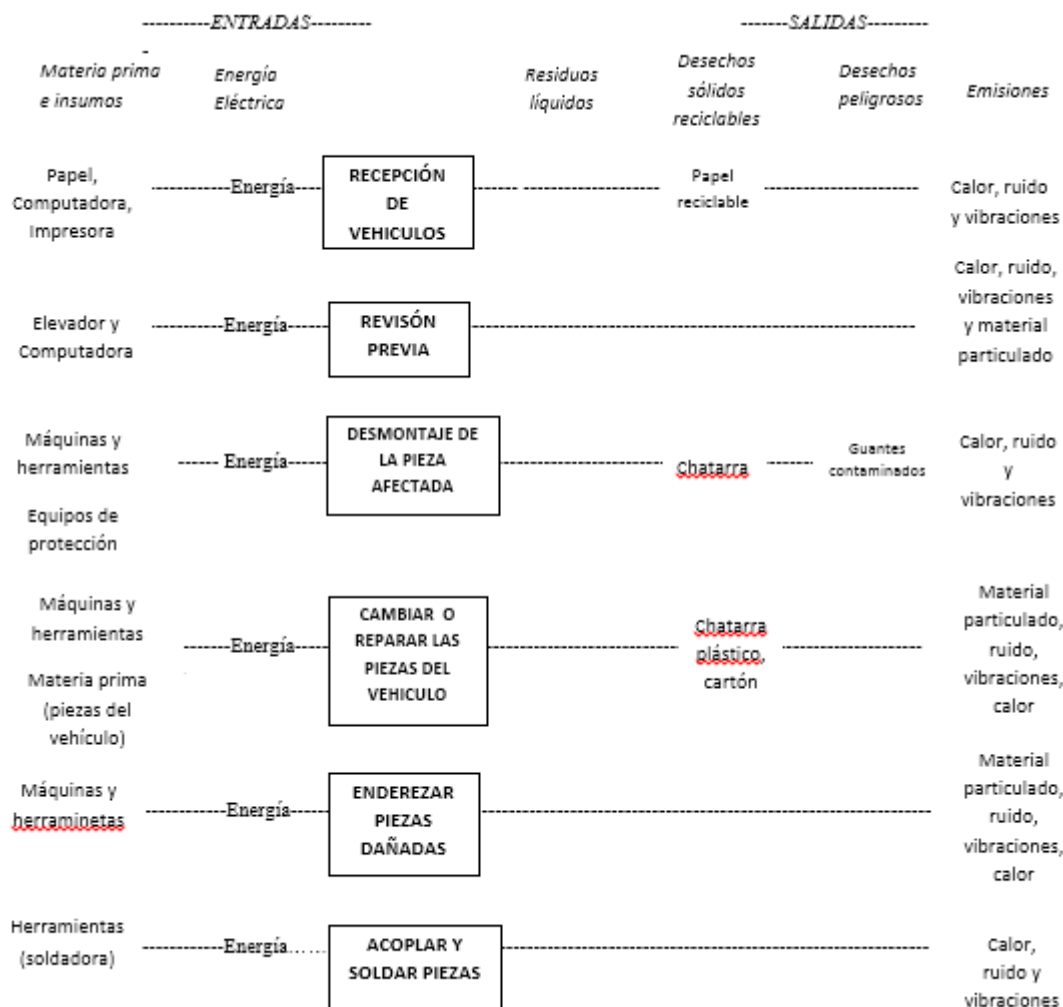 ----------ENTRADAS---------
-------SALIDAS---------
Materia prima
e insumos
Energía
Eléctrica
Residuos
líquidos
Desechos
sólidos
reciclables
Desechos
peligrosos
Emisiones
Papel,
Computadora,
Impresora
Energía
RECEPCIÓN
DE
VEHICULOS
Papel
reciclable
Calor, ruido
y vibraciones
Elevador y
Computadora
Energía
REVISÓN
PREVIA
Calor, ruido,
vibraciones
y material
particulado
Máquinas y
herramientas
Equipos de
protección
Energía
DESMONTAJE DE
LA PIEZA
AFECTADA
Chatarra
Guantes
contaminados
Calor, ruido
y
vibraciones
Máquinas y
herramientas
Materia prima
(piezas del
vehículo)
Energía
CAMBIAR O
REPARAR LAS
PIEZAS DEL
VEHICULO
Chatarra
plástico,
cartón
Material
particulado,
ruido,
vibraciones,
calor
Máquinas y
herraminetas
Energía
ENDEREZAR
PIEZAS
DAÑADAS
Material
particulado,
ruido,
vibraciones,
calor
Herramientas
(soldadora)
Energía......
ACOPLAR Y
SOLDAR PIEZAS
Calor,
ruido y
vibraciones